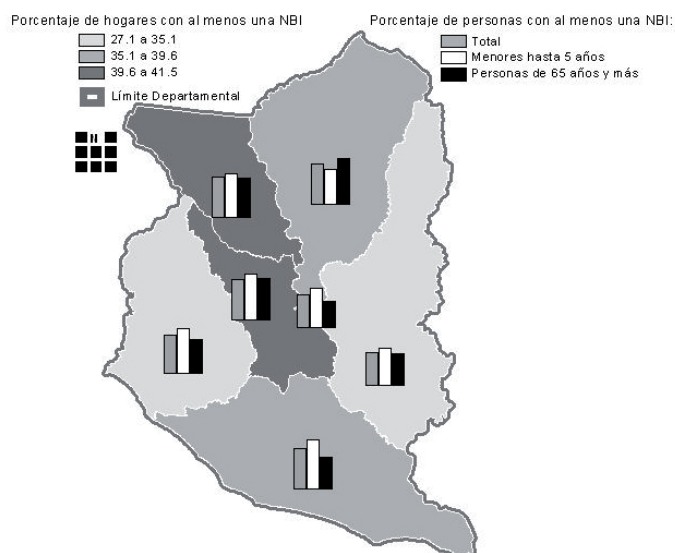 Porcentaje de hogares con al menos una NBI
27.1 a 35.1
35.1 a 39.6
39.6 a 41.5
Límite Departamental
N
Porcentaje de personas con al menos una NBI:
Total
Menores hasta 5 años
Personas de 65 años y más